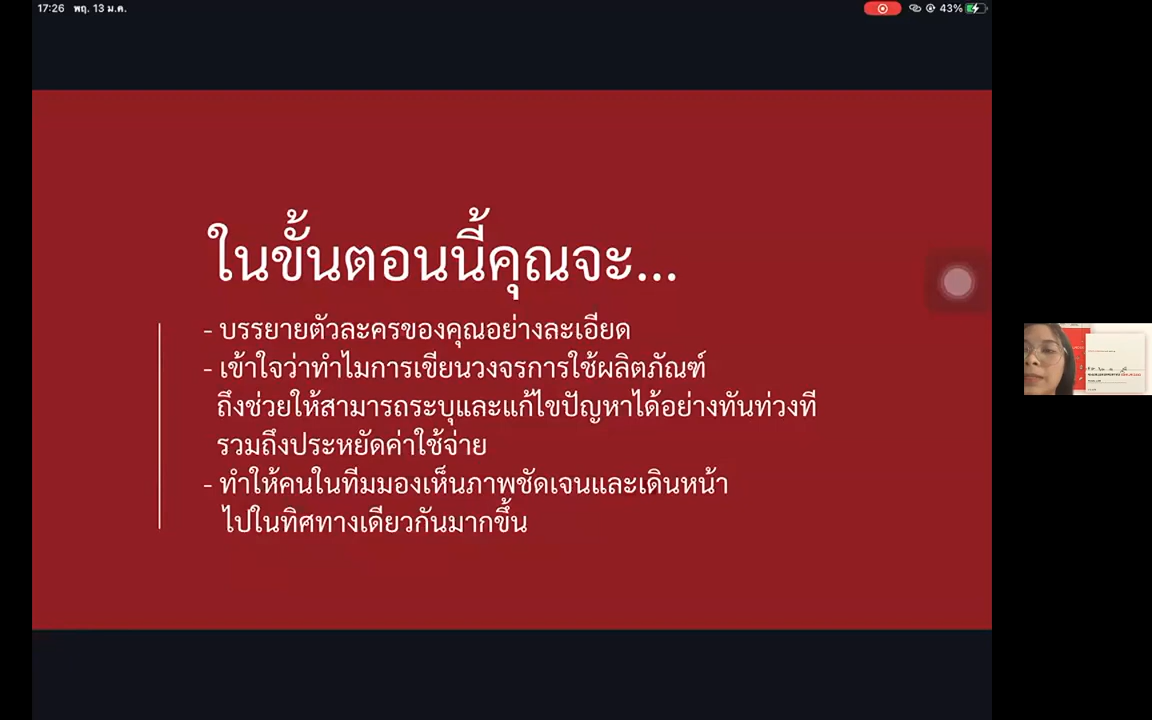 17:26 พฤ. 13 ม.ค.
43%
ในขั้นตอนนี้คุณจะ...
- บรรยายตัวละครของคุณอย่างละเอียด
- เข้าใจว่าทำไมการเขียนวงจรการใช้ผลิตภัณฑ์
ถึงช่วยให้สามารถระบุและแก้ไขปัญหาได้อย่างทันท่วงที
รวมถึงประหยัดค่าใช้จ่าย
- ทำให้คนในทีมมองเห็นภาพชัดเจนและเดินหน้า
ไปในทิศทางเดียวกันมากขึ้น